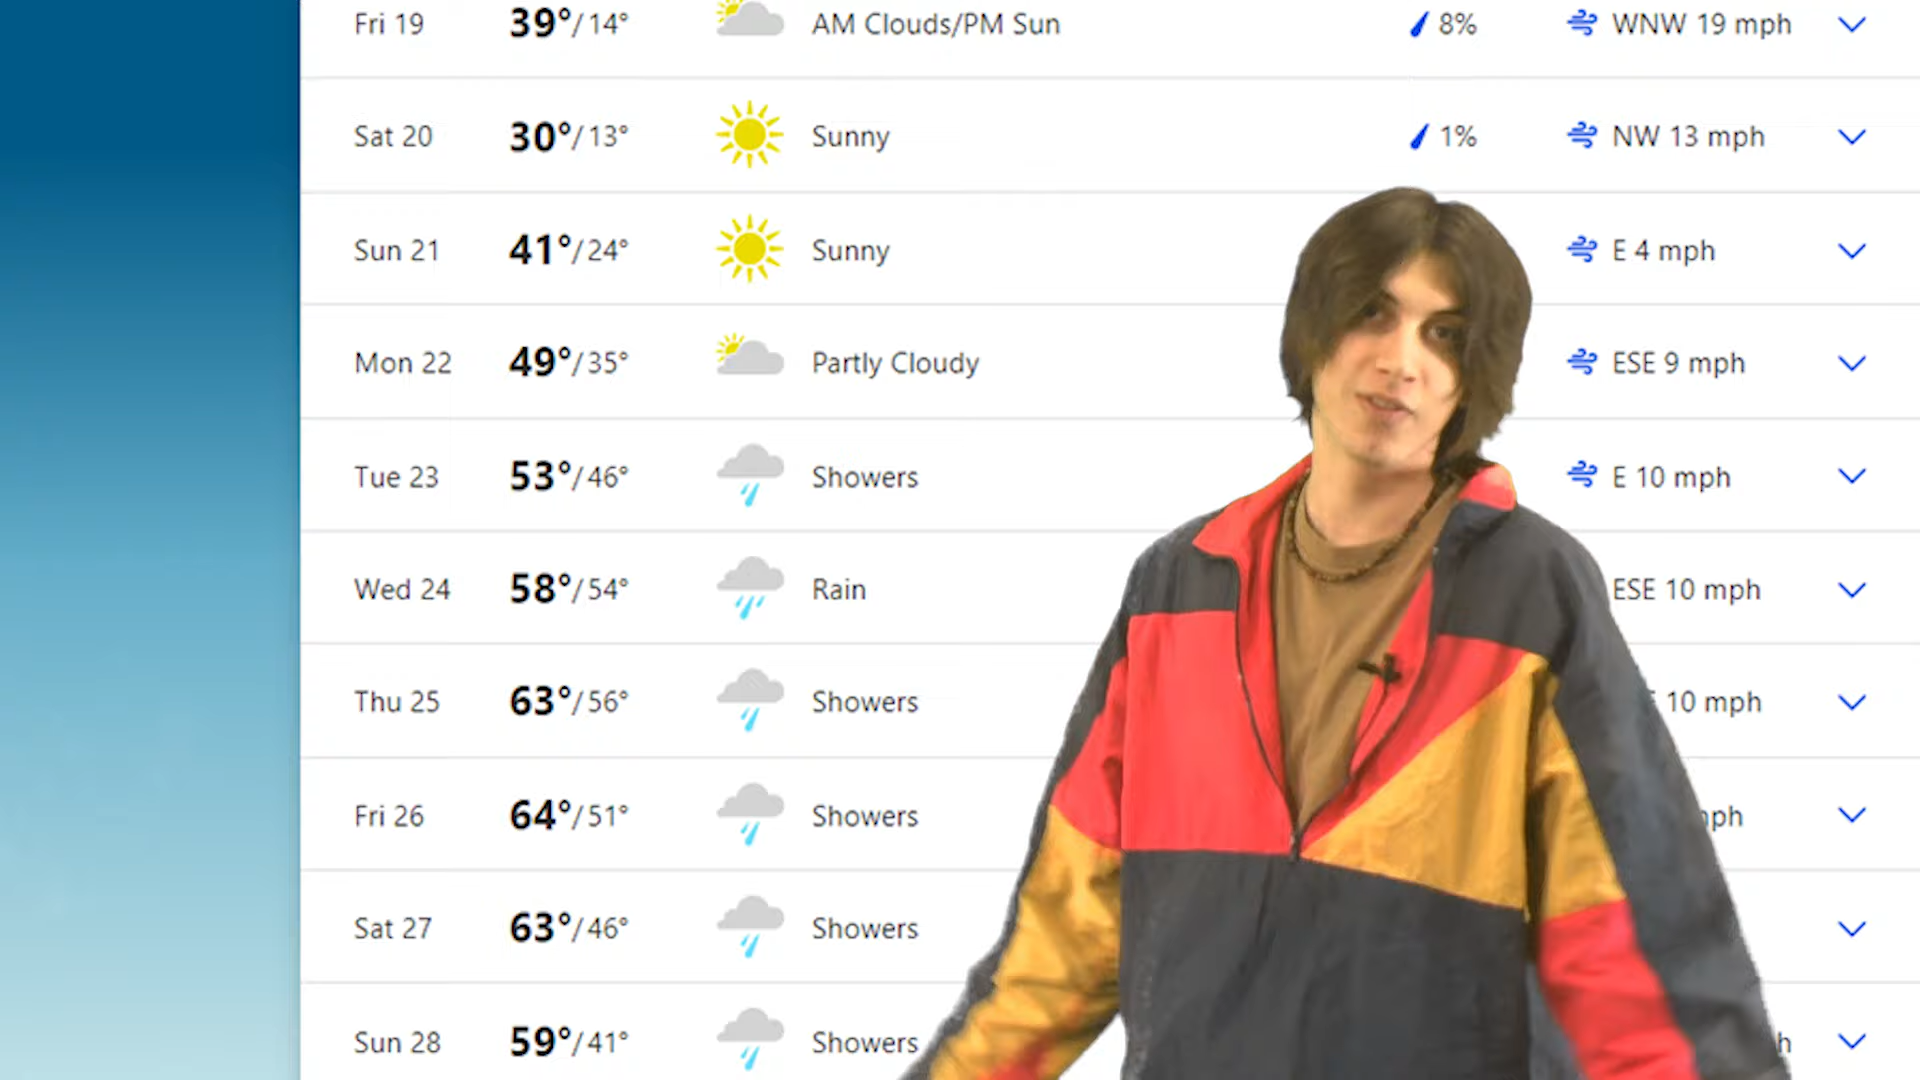 Fri 19 39°/14° AM Clouds/PM Sun 8% WNW 19 mph
Sat 20 30°/13° Sunny 1% NW 13 mph
Sun 21 41°/24° Sunny E 4 mph
Mon 22 49°/35° Partly Cloudy ESE 9 mph
Tue 23 53°/46° Showers E 10 mph
Wed 24 58°/54° Rain ESE 10 mph
Thu 25 63°/56° Showers 10 mph
Fri 26 64°/51° Showers
Sat 27 63°/46° Showers
Sun 28 59°/41° Showers